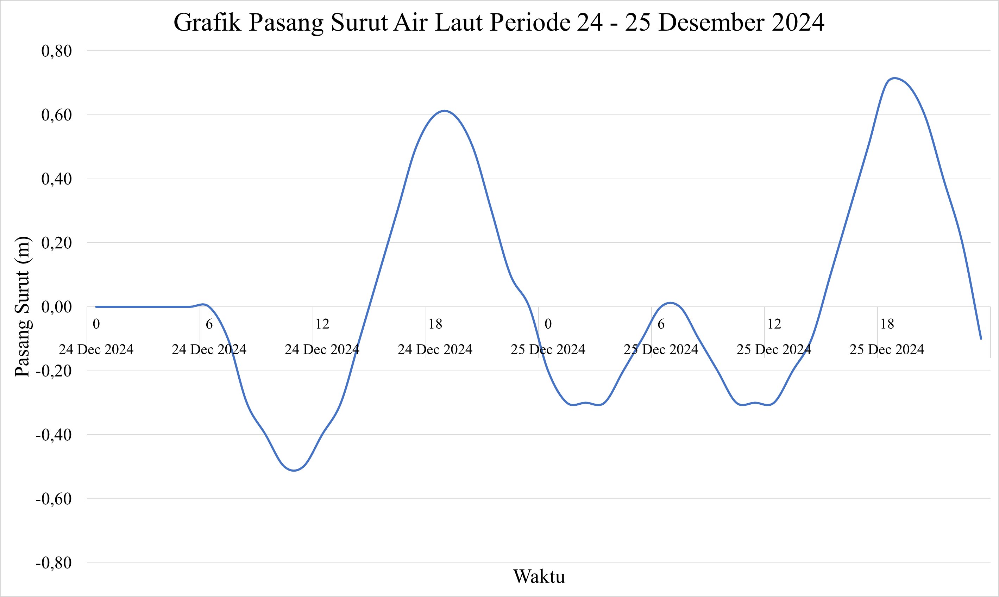 Grafik Pasang Surut Air Laut Periode 24 - 25 Desember 2024
0,80
0,60
0,40
0,20
0,00
-0,20
-0,40
-0,60
-0,80
Pasang Surut (m)
0 6 12 18 0 6 12 18
24 Dec 2024 24 Dec 2024 24 Dec 2024 24 Dec 2024 25 Dec 2024 25 Dec 2024 25 Dec 2024 25 Dec 2024
Waktu